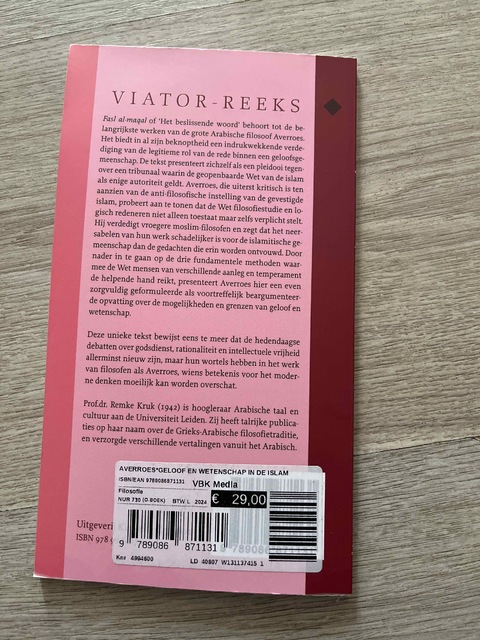 VIATOR-REEKS
Fasl al-maqal of 'Het beslissende woord' behoort tot de be-
langrijkste werken van de grote Arabische filosoof Averroes.
Het biedt in al zijn beknoptheid een indrukwekkende verde-
diging van de legitieme rol van de rede binnen een geloofsge-
meenschap. De tekst presenteert zichzelf als een pleidooi tegen-
over een tribunaal waarin de geopenbaarde Wet van de islam
als enige autoriteit geldt. Averroes, die uiterst kritisch is ten
aanzien van de anti-filosofische instelling van de gevestigde
islam, probeert aan te tonen dat de Wet filosofiestudie en lo-
gisch redeneren niet alleen toestaat maar zelfs verplicht stelt.
Hij verdedigt vroegere moslim-filosofen en zegt dat het neer-
sabelen van hun werk schadelijker is voor de islamitische ge-
meenschap dan de gedachten die erin worden ontvouwd. Door
nader in te gaan op de drie fundamentele methoden waar-
mee de Wet mensen van verschillende aanleg en temperament
de helpende hand reikt, presenteert Averroes hier een even
zorgvuldig geformuleerde als voortreffelijk beargumenteer-
de opvatting over de mogelijkheden en grenzen van geloof en
wetenschap.
Deze unieke tekst bewijst eens te meer dat de hedendaagse
debatten over godsdienst, rationaliteit en intellectuele vrijheid
allerminst nieuw zijn, maar hun wortels hebben in het werk
van filosofen als Averroes, wiens betekenis voor het moder-
ne denken moeilijk kan worden overschat.
Prof.dr. Remke Kruk (1942) is hoogleraar Arabische taal en
cultuur aan de Universiteit Leiden. Zij heeft talrijke publica-
ties op haar naam over de Grieks-Arabische filosofietraditie,
en verzorgde verschillende vertalingen vanuit het Arabisch.
AVERROES*GELOOF EN WETENSCHAP IN DE ISLAM
ISBN/EAN 9789086871131 VBK Media
Filosofie
NUR 730 (G-BOEK) BTW L 2024 € 29,00
Uitgeveri
ISBN 978
9 789086 871131
789086 871131
Kn# 4994600 LD 40807 W131137415 1